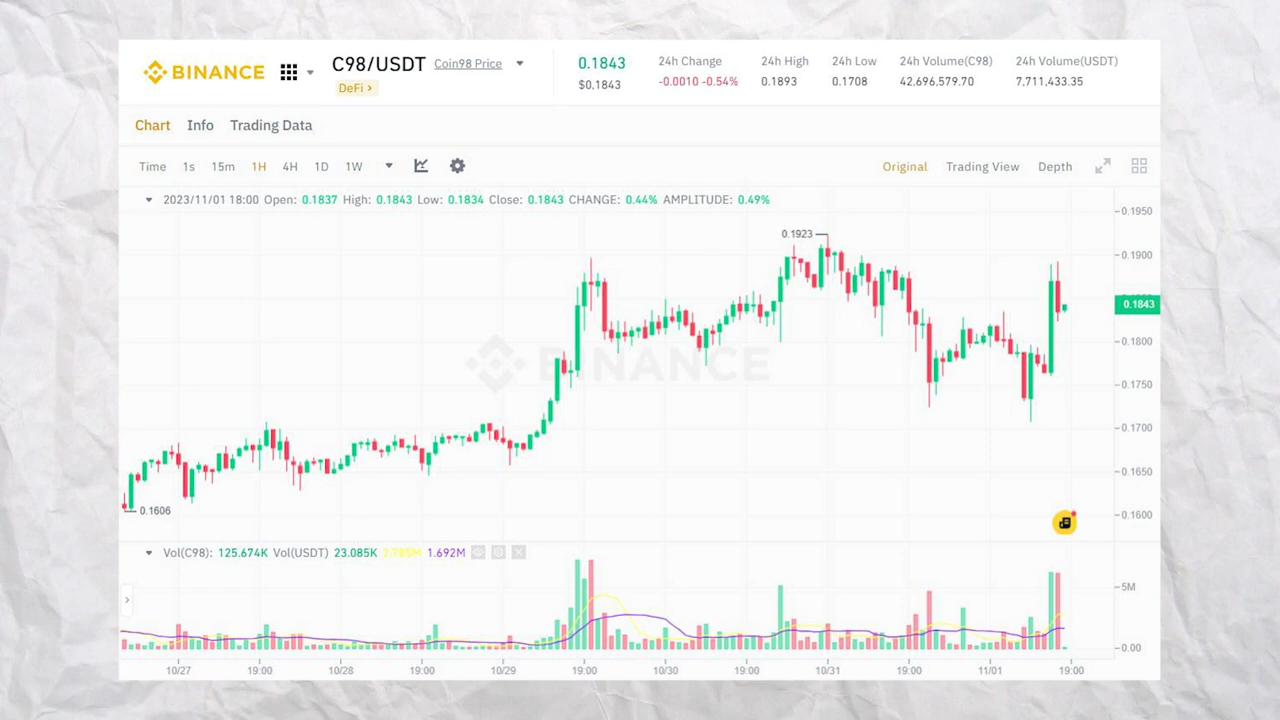 BINANCE
C98/USDT Coin98 Price
DeFi >
0.1843
$0.1843
24h Change
-0.0010 -0.54%
24h High
0.1893
24h Low
0.1708
24h Volume(C98)
42,696,579.70
24h Volume(USDT)
7,711,433.35
Chart Info Trading Data
Time 1s 15m 1H 4H 1D 1W
Original Trading View Depth
2023/11/01 18:00 Open: 0.1837 High: 0.1843 Low: 0.1834 Close: 0.1843 CHANGE: 0.44% AMPLITUDE: 0.49%
0.1950
0.1923
0.1900
0.1843
0.1800
BINANCE
0.1750
0.1700
0.1650
0.1606
0.1600
Vol(C98): 125.674K Vol(USDT) 23.085K 1.692M
5M
0.00
10/27 19:00 10/28 19:00 10/29 19:00 10/30 19:00 10/31 19:00 11/01 19:00